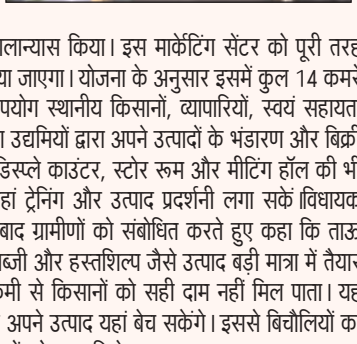 लान्यास किया। इस मार्केटिंग सेंटर को पूरी तरह
या जाएगा। योजना के अनुसार इसमें कुल 14 कमरे
पयोग स्थानीय किसानों, व्यापारियों, स्वयं सहायत
उद्यमियों द्वारा अपने उत्पादों के भंडारण और बिक्री
डिस्प्ले काउंटर, स्टोर रूम और मीटिंग हॉल की भी
हां ट्रेनिंग और उत्पाद प्रदर्शनी लगा सकें।विधायक
बाद ग्रामीणों को संबोधित करते हुए कहा कि ताऊ
ब्जी और हस्तशिल्प जैसे उत्पाद बड़ी मात्रा में तैयार
कमी से किसानों को सही दाम नहीं मिल पाता। यह
अपने उत्पाद यहां बेच सकेंगे। इससे बिचौलियों क